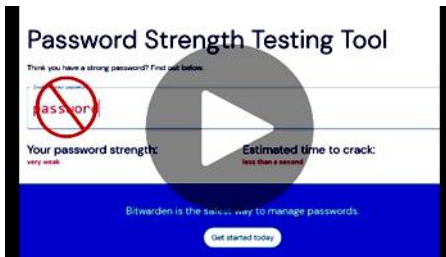 Password Strength Testing Tool
Think you have a strong password? Find out below.
password
Your password strength:
very weak
Estimated time to crack:
less than a second
Bitwarden is the safest way to manage passwords.
Get started today